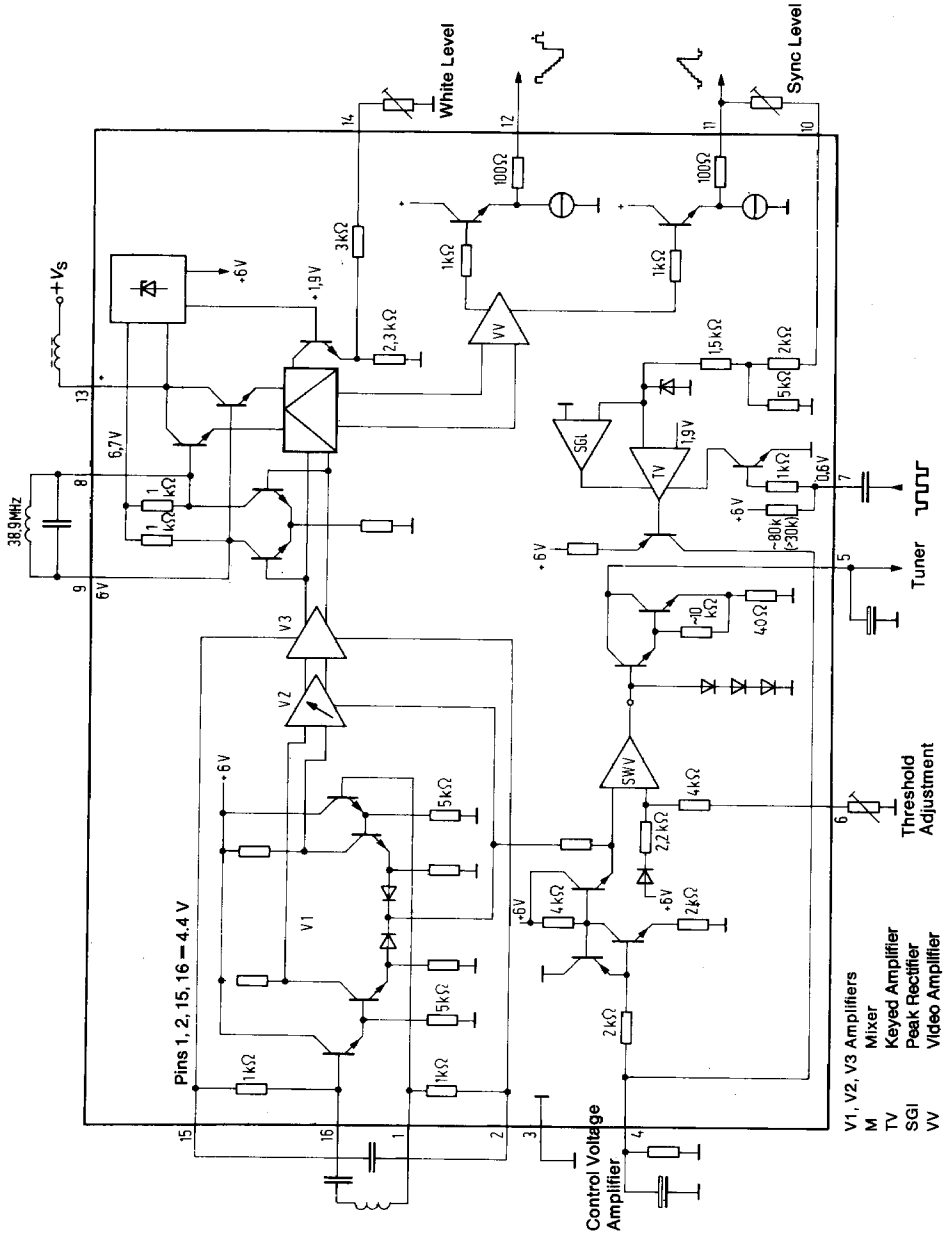 38,9MHz
9
6V
8
13
+
+Vs
6,7V
1
kΩ
1
kΩ
+6V
+1,9V
2,3kΩ
3kΩ
14
White Level
12
100Ω
+
1kΩ
11
100Ω
+
1kΩ
Sync Level
10
VV
Pins 1, 2, 15, 16 = 4.4 V
15
16
1
2
3
4
1kΩ
1kΩ
+6V
V1
5kΩ
5kΩ
V2
V3
SGL
TV
1,9V
1,5kΩ
5kΩ
2kΩ
+6V
1kΩ
+6V
~80k
(>30k)
0,6V
7
5
Tuner
~10
kΩ
40Ω
SWV
4kΩ
2,2kΩ
+6V
6
Threshold
Adjustment
+6V
4kΩ
2kΩ
2kΩ
Control Voltage
Amplifier
V1, V2, V3 Amplifiers
M Mixer
TV Keyed Amplifier
SGI Peak Rectifier
VV Video Amplifier